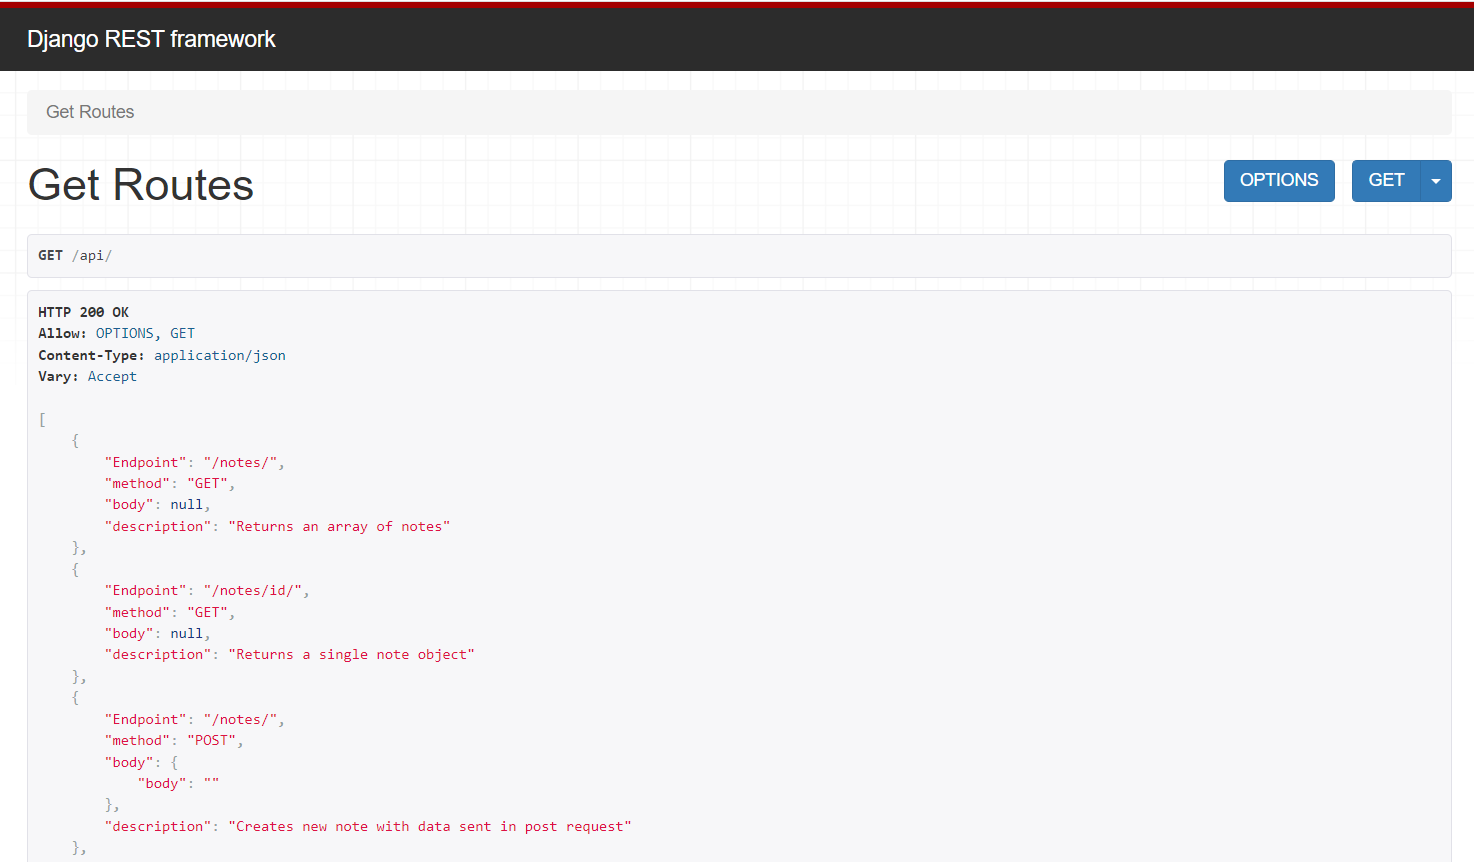 Django REST framework
Get Routes
Get Routes
OPTIONS
GET
GET /api/
HTTP 200 OK
Allow: OPTIONS, GET
Content-Type: application/json
Vary: Accept
[
    {
        "Endpoint": "/notes/",
        "method": "GET",
        "body": null,
        "description": "Returns an array of notes"
    },
    {
        "Endpoint": "/notes/id/",
        "method": "GET",
        "body": null,
        "description": "Returns a single note object"
    },
    {
        "Endpoint": "/notes/",
        "method": "POST",
        "body": {
            "body": ""
        },
        "description": "Creates new note with data sent in post request"
    },